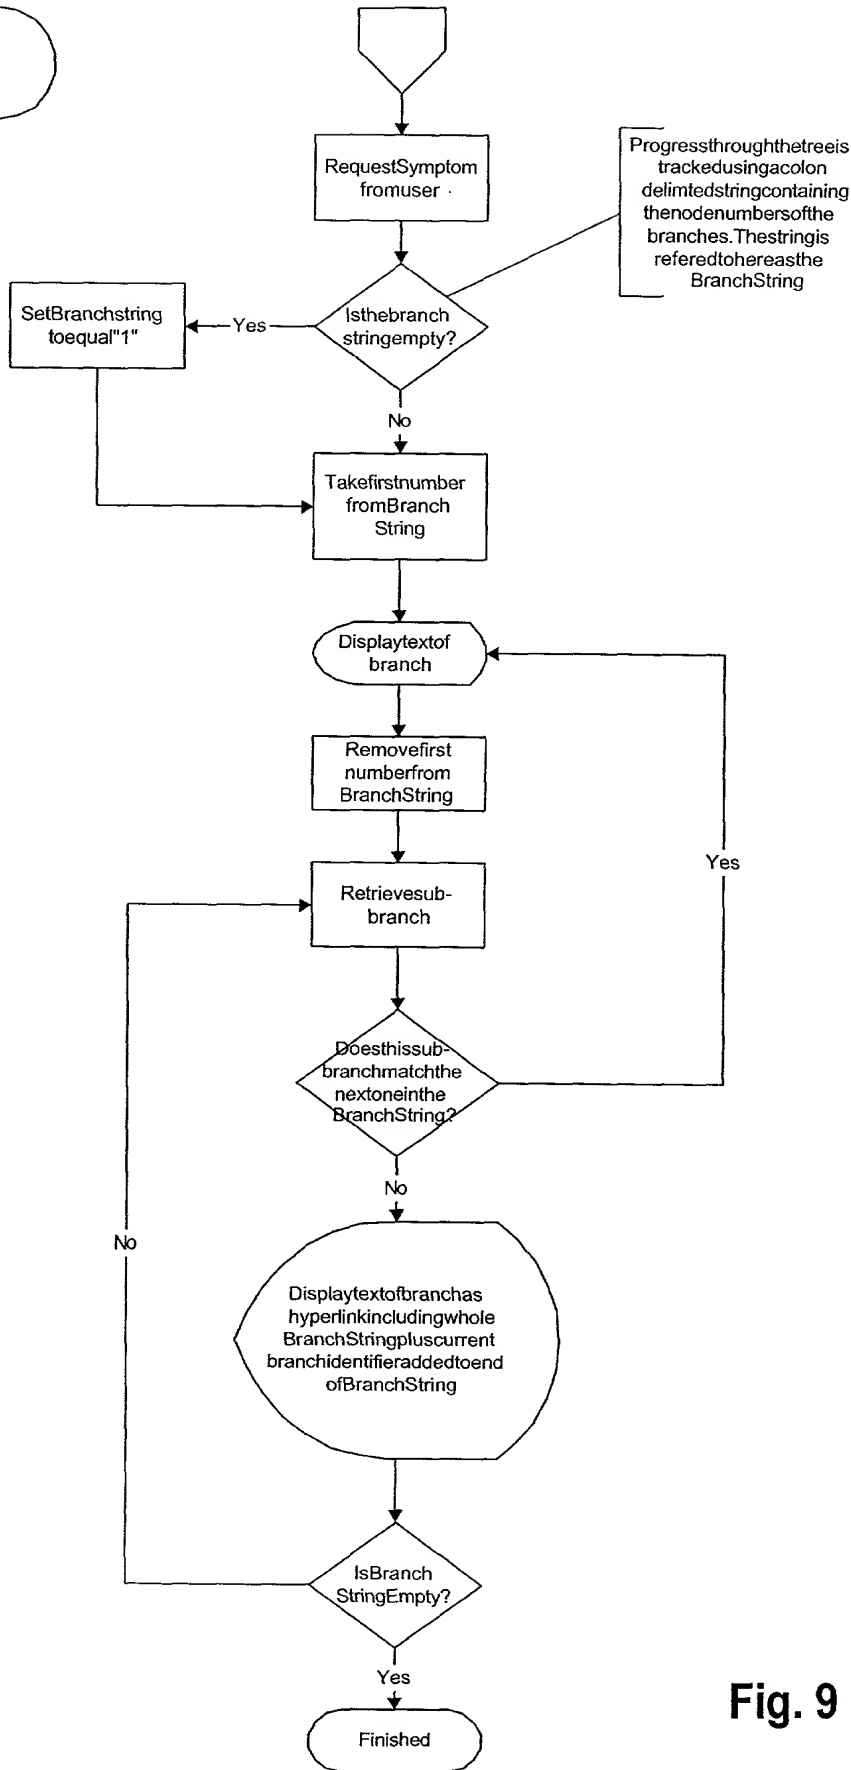 RequestSymptom
fromuser
Progressthroughthetreeis
trackedusingacolon
delimtedstringcontaining
thenodenumbersofthe
branches.Thestringis
referedtohereasthe
BranchString
Isthebranch
stringempty?
Yes
SetBranchstring
toequal"1"
No
Takefirstnumber
fromBranch
String
Displaytextof
branch
Removefirst
numberfrom
BranchString
Yes
Retrievesub-
branch
Doesthissub-
branchmatchthe
nextoneinthe
BranchString?
No
No
Displaytextofbranchas
hyperlinkincludingwhole
BranchStringpluscurrent
branchidentifieraddedtoend
ofBranchString
IsBranch
StringEmpty?
Yes
Finished
Fig. 9